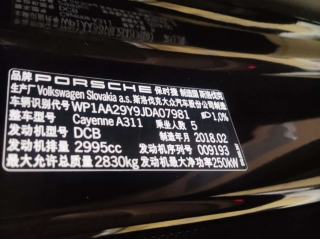 品牌 PORSCHE 保时捷 制造国 斯洛伐克
生产厂 Volkswagen Slovakia a.s. 斯洛伐克大众汽车股份公司制造
车辆识别代号 WP1AA29Y9JDA07981 1,0%
整车型号 Cayenne A311 乘坐人数 5
发动机型号 DCB 制造年月 2018.02
发动机排量 2995cc 生产序号 009193
最大允许总质量 2830kg 发动机最大净功率 250kW